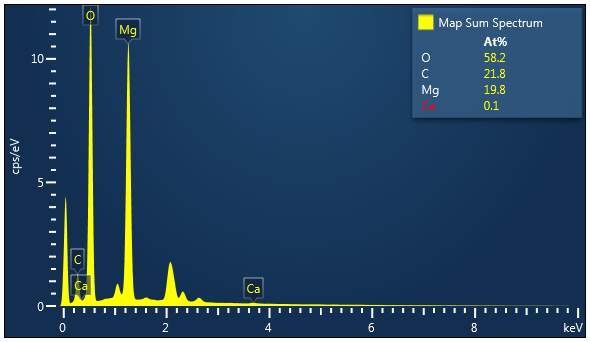 Map Sum Spectrum
At%
O 58.2
C 21.8
Mg 19.8
Ca 0.1
O
Mg
C
Ca
Ca
cps/eV
10
5
0
0 2 4 6 8 keV